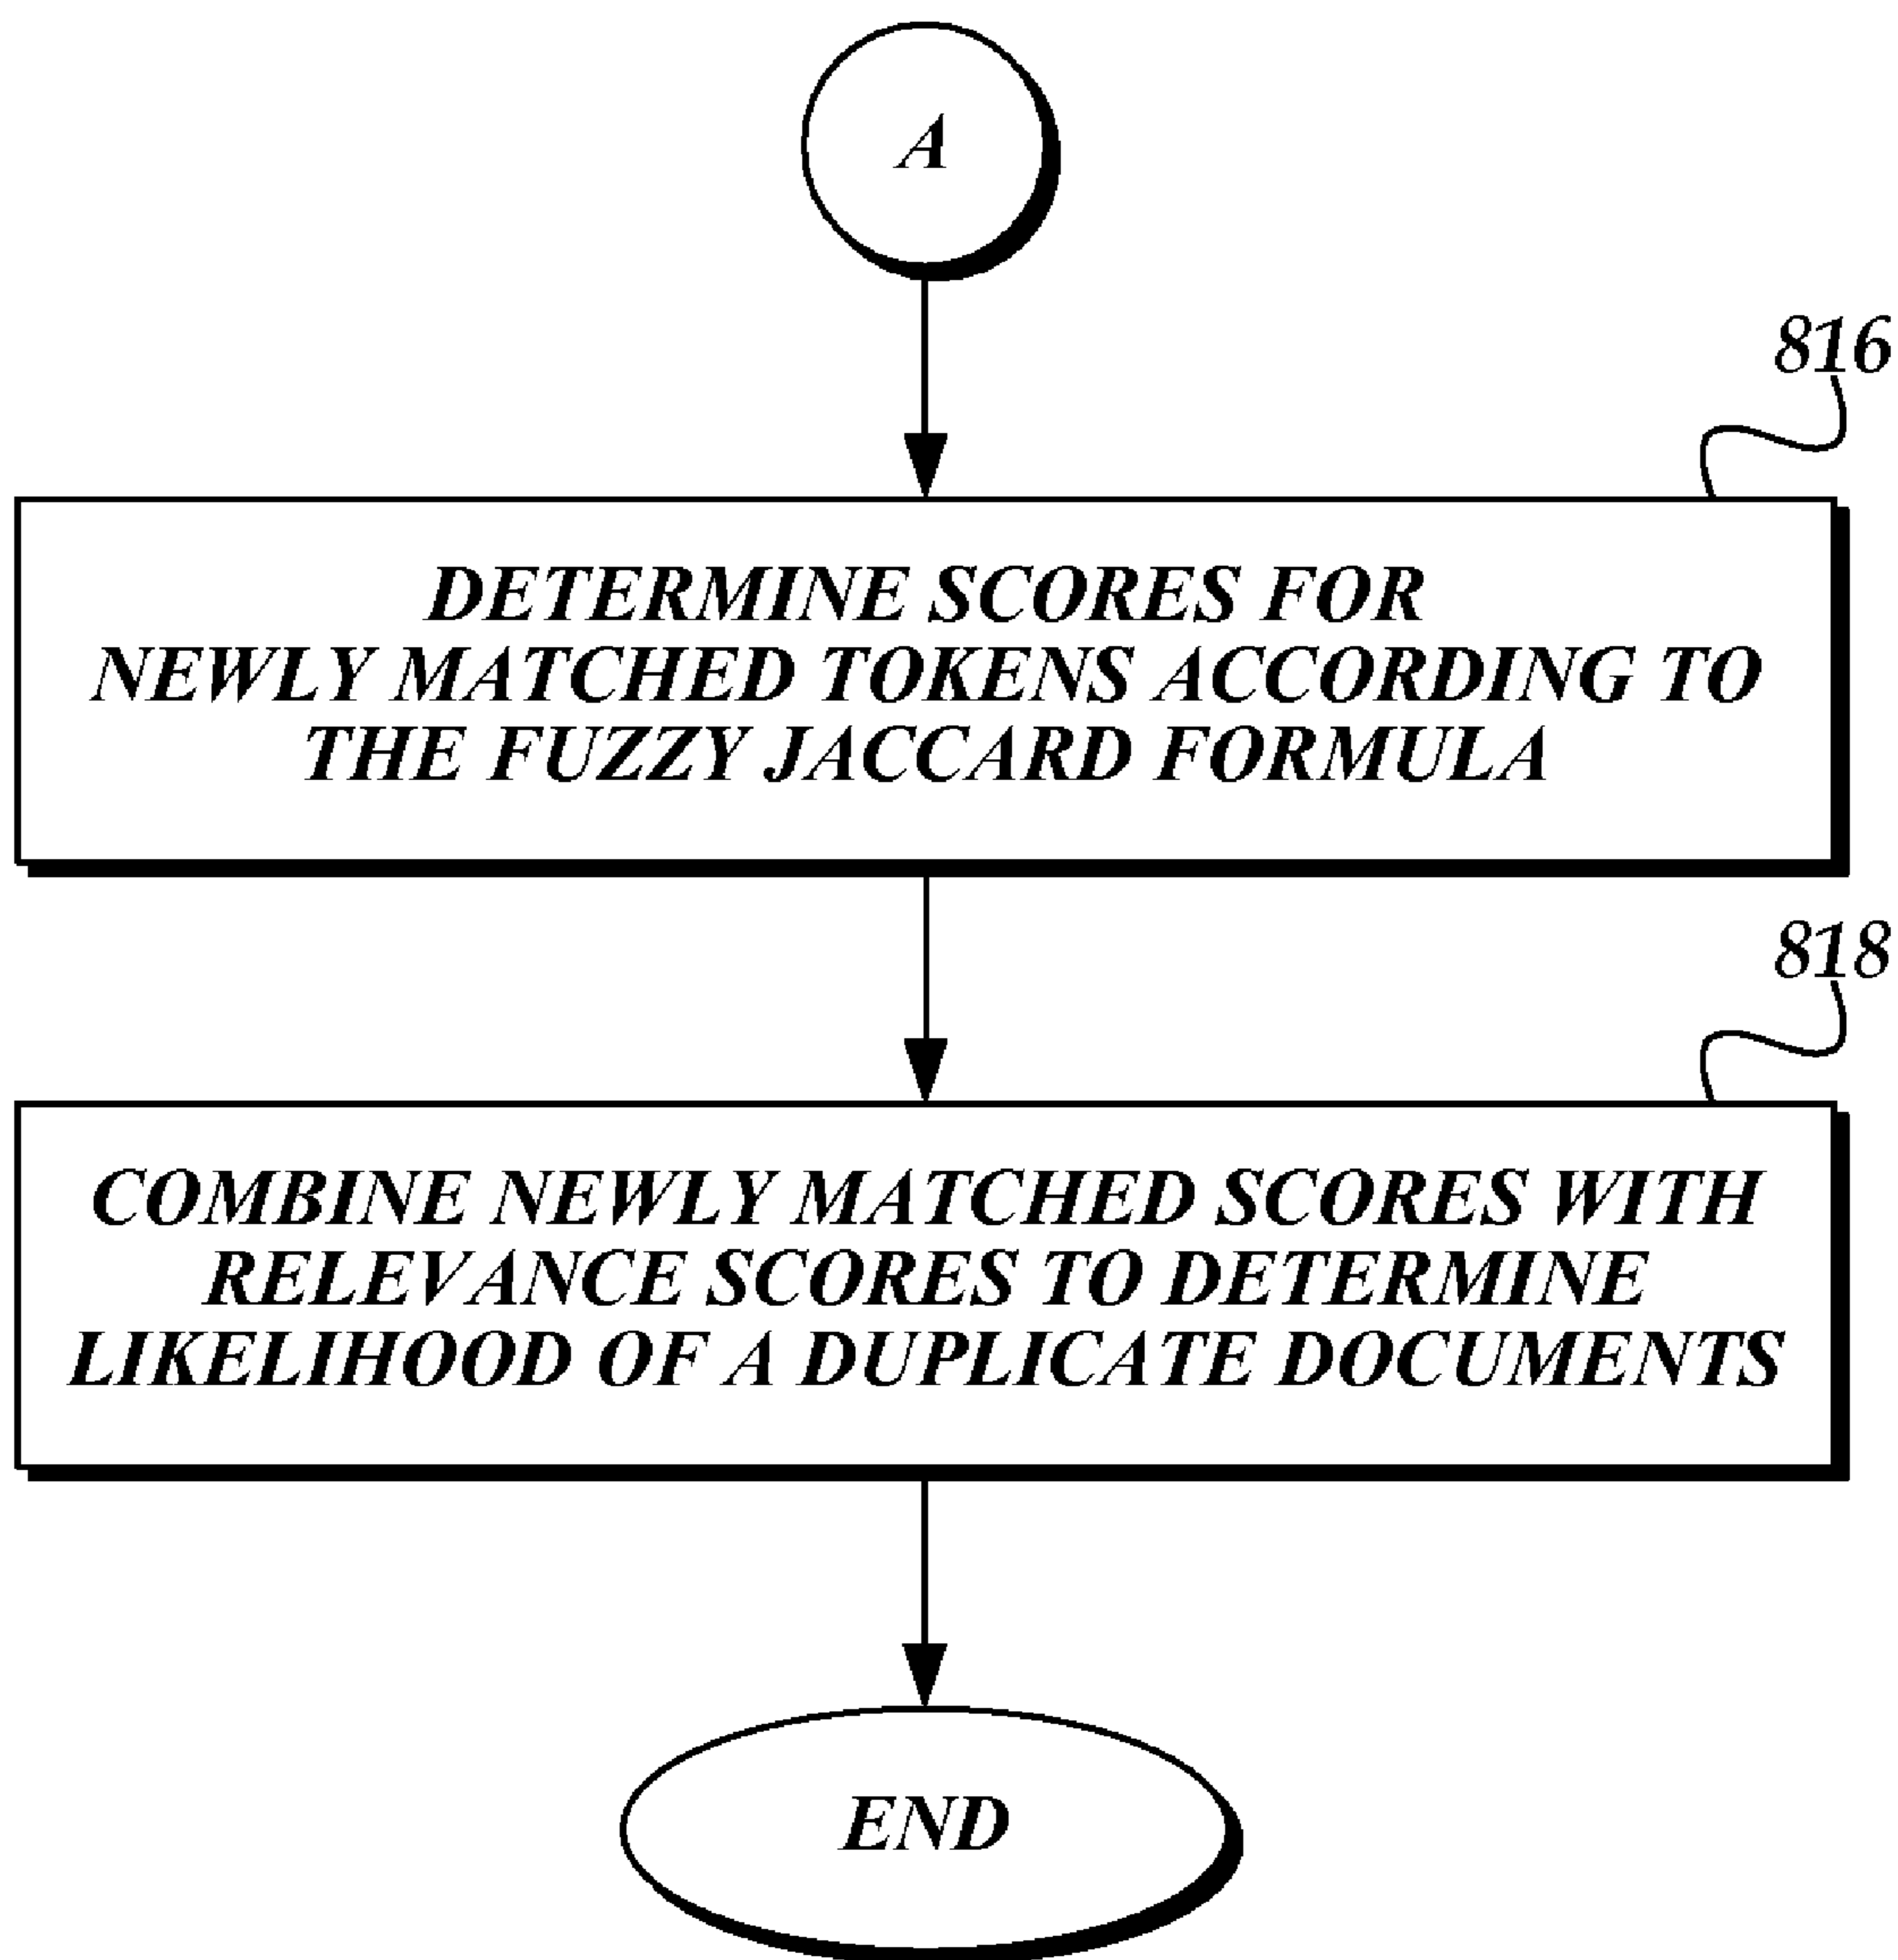 A
816
DETERMINE SCORES FOR
NEWLY MATCHED TOKENS ACCORDING TO
THE FUZZY JACCARD FORMULA
818
COMBINE NEWLY MATCHED SCORES WITH
RELEVANCE SCORES TO DETERMINE
LIKELIHOOD OF A DUPLICATE DOCUMENTS
END